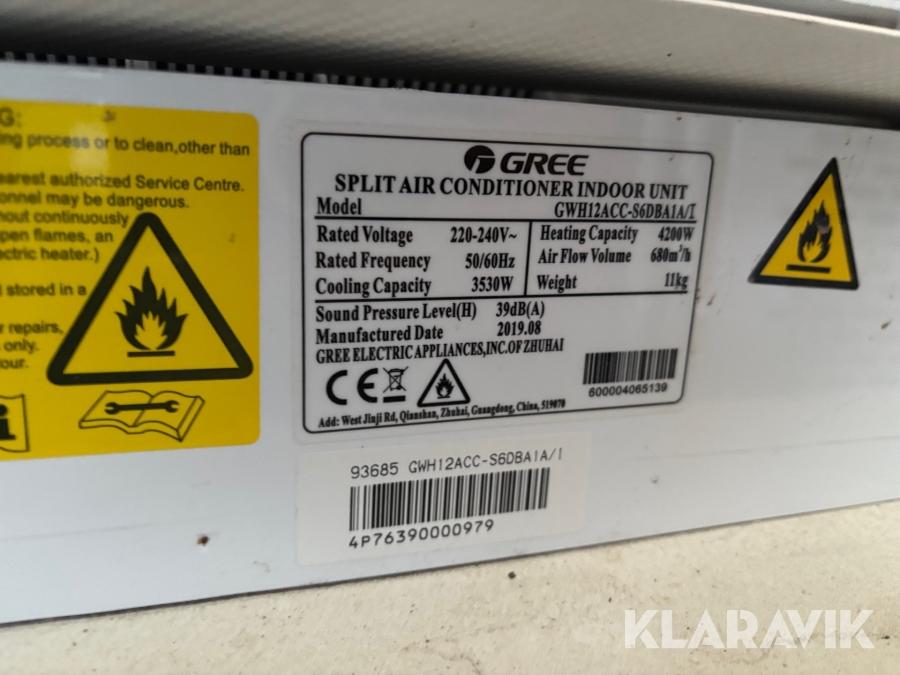 G:
ing process or to clean,other than
earest authorized Service Centre.
onnel may be dangerous.
hout continuously
open flames, an
ectric heater.)
t stored in a
r repairs,
s only.
our.
GREE
SPLIT AIR CONDITIONER INDOOR UNIT
Model GWH12ACC-S6DBA1A/I
Rated Voltage 220-240V~
Rated Frequency 50/60Hz
Cooling Capacity 3530W
Heating Capacity 4200W
Air Flow Volume 680m³/h
Weight 11kg
Sound Pressure Level(H) 39dB(A)
Manufactured Date 2019.08
GREE ELECTRIC APPLIANCES,INC.OF ZHUHAI
CE
600004065139
Add: West Jinji Rd, Qianshan, Zhuhai, Guangdong, China, 519070
93685 GWH12ACC-S6DBA1A/I
4P76390000979
KLARAVIK